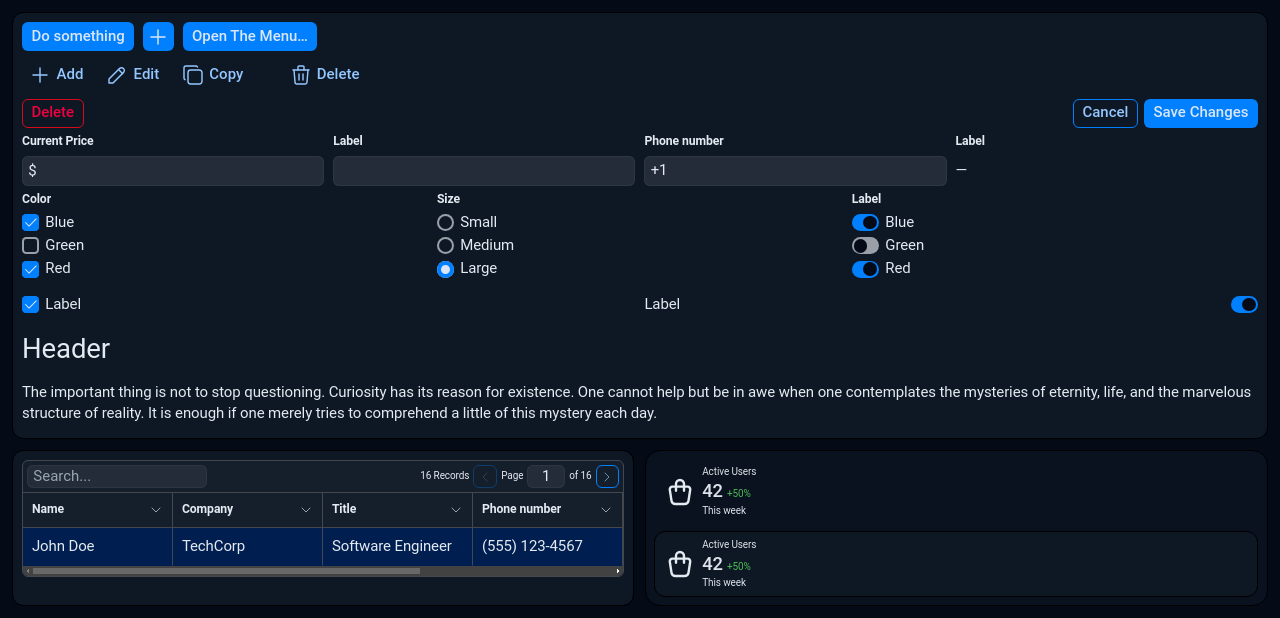 Do something Open The Menu...
Add Edit Copy Delete
Delete Cancel Save Changes
Current Price Label Phone number Label
$ +1 —
Color Size Label
Blue Small Blue
Green Medium Green
Red Large Red
Label Label
Header
The important thing is not to stop questioning. Curiosity has its reason for existence. One cannot help but be in awe when one contemplates the mysteries of eternity, life, and the marvelous
structure of reality. It is enough if one merely tries to comprehend a little of this mystery each day.
Search... 16 Records Page 1 of 16
Name Company Title Phone number
John Doe TechCorp Software Engineer (555) 123-4567
Active Users
42 +50%
This week
Active Users
42 +50%
This week